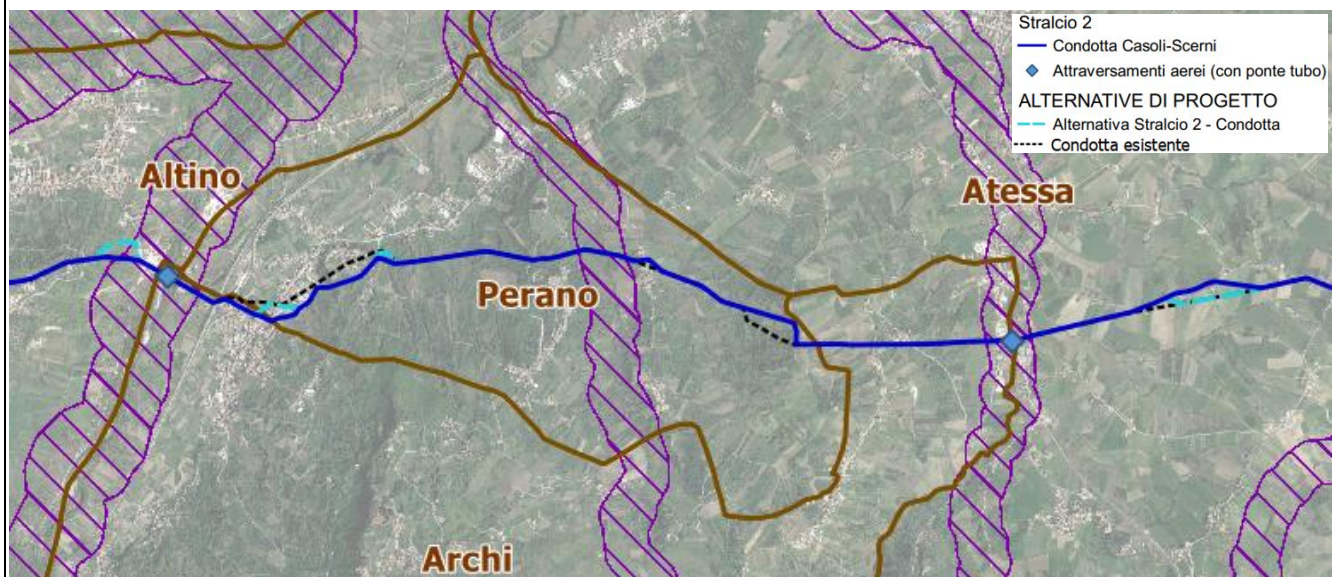 Stralcio 2
Condotta Casoli-Scerni
Attraversamenti aerei (con ponte tubo)
ALTERNATIVE DI PROGETTO
Alternativa Stralcio 2 - Condotta
Condotta esistente
Altino
Atessa
Perano
Archi